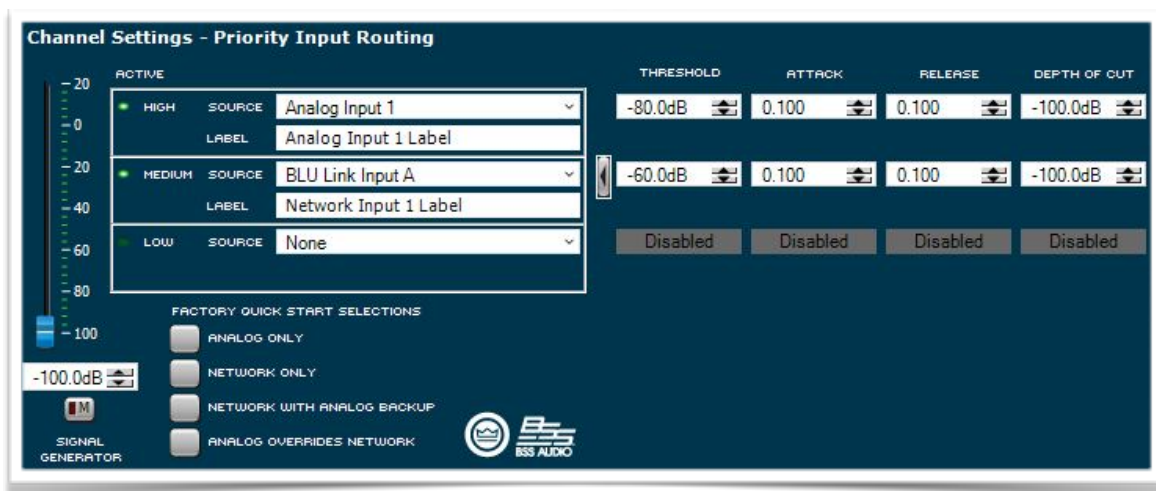 Channel Settings - Priority Input Routing
ACTIVE THRESHOLD ATTACK RELEASE DEPTH OF CUT
20
HIGH SOURCE Analog Input 1 -80.0dB 0.100 0.100 -100.0dB
0
LABEL Analog Input 1 Label
20
MEDIUM SOURCE BLU Link Input A -60.0dB 0.100 0.100 -100.0dB
40
LABEL Network Input 1 Label
60
LOW SOURCE None Disabled Disabled Disabled Disabled
80
FACTORY QUICK START SELECTIONS
100
ANALOG ONLY
-100.0dB
NETWORK ONLY
M
NETWORK WITH ANALOG BACKUP
SIGNAL GENERATOR
ANALOG OVERRIDES NETWORK
BSS
BSS AUDIO